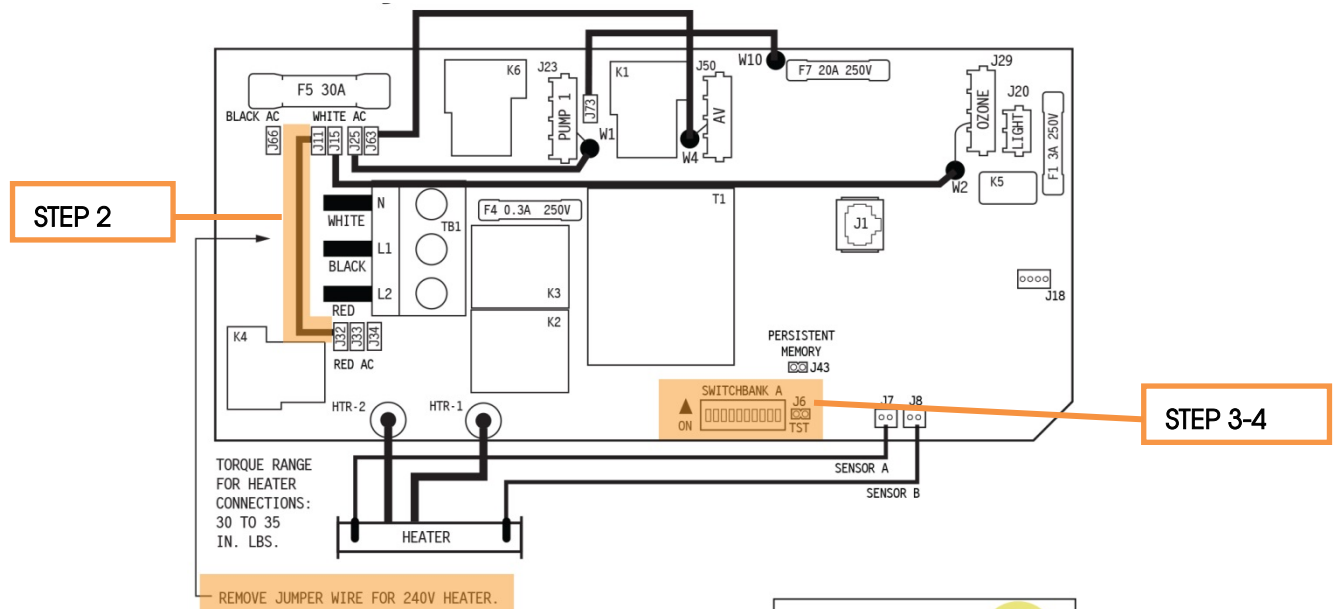 F5 30A
BLACK AC
WHITE AC
J66
J11
J15
J25
J63
K6
J23
PUMP 1
J73
W1
K1
J50
AV
W4
W10
F7 20A 250V
J29
OZONE
J20
LIGHT
F1 3A 250V
W2
K5
STEP 2
N
WHITE
L1
BLACK
L2
RED
TB1
F4 0.3A 250V
K3
K2
T1
J1
J18
K4
J32
J33
J34
RED AC
PERSISTENT
MEMORY
J43
SWITCHBANK A
ON
J6
TST
J7
J8
STEP 3-4
HTR-2
HTR-1
SENSOR A
SENSOR B
TORQUE RANGE
FOR HEATER
CONNECTIONS:
30 TO 35
IN. LBS.
HEATER
REMOVE JUMPER WIRE FOR 240V HEATER.